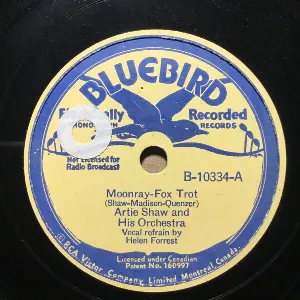 BLUEBIRD
Recorded
RECORDS
Not Licensed for
Radio Broadcast
B-10334-A
Moonray-Fox Trot
(Shaw-Madison-Quenzer)
Artie Shaw and
His Orchestra
Vocal refrain by
Helen Forrest
Licensed under Canadian
Patent No. 160997
©RCA Victor Company Limited Montreal, Canada.